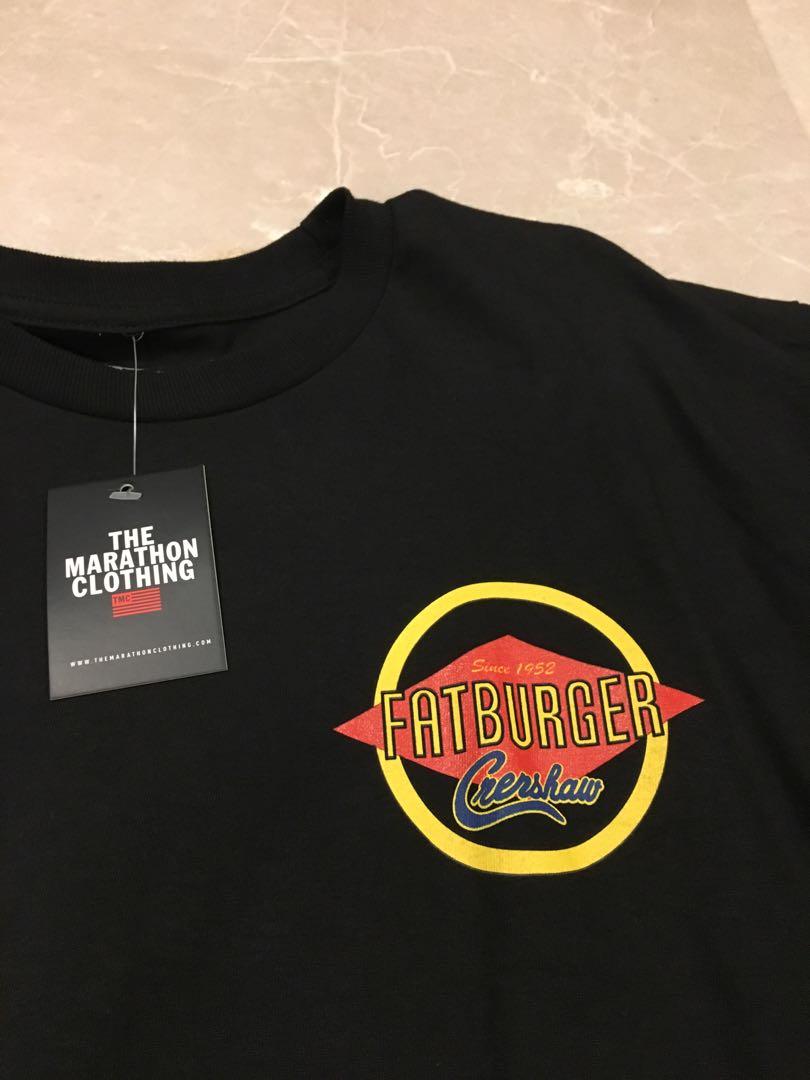 THE
MARATHON
CLOTHING
TMC
WWW.THEMARATHONCLOTHING.COM
Since 1952
FATBURGER
Crenshaw